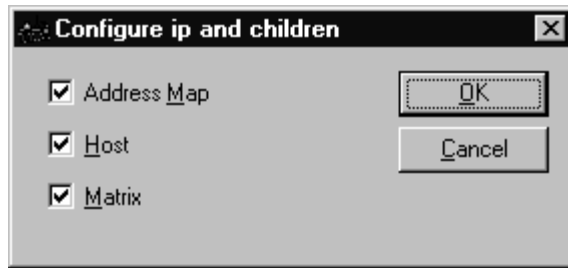 Configure ip and children
Address Map
OK
Host
Cancel
Matrix